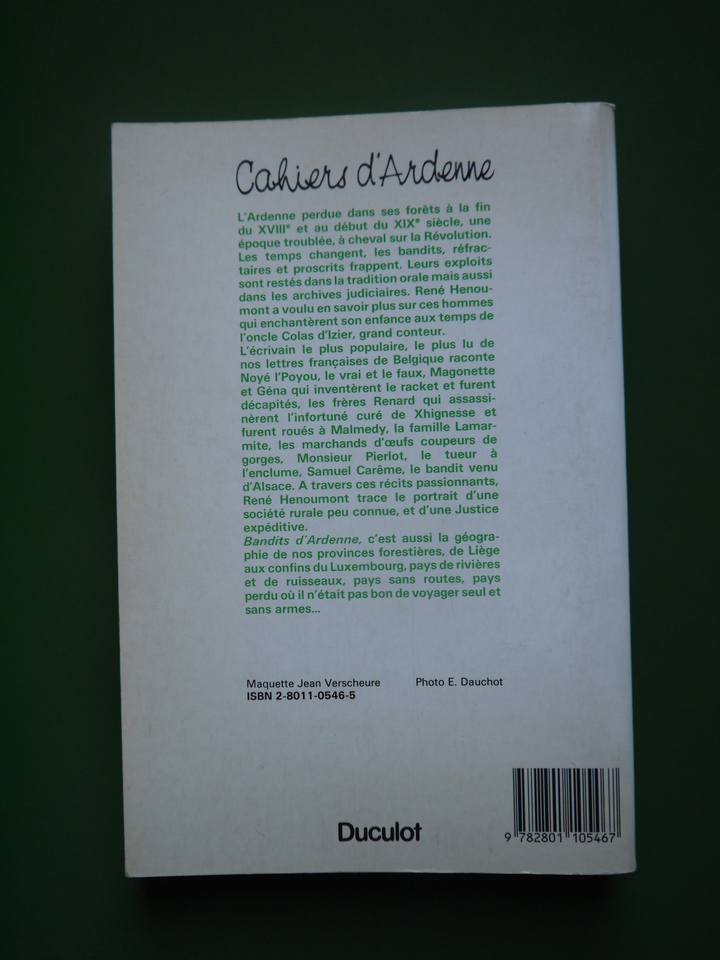 Cahiers d'Ardenne
L'Ardenne perdue dans ses forêts à la fin
du XVIIIe et au début du XIXe siècle, une
époque troublée, à cheval sur la Révolution.
Les temps changent, les bandits, réfrac-
taires et proscrits frappent. Leurs exploits
sont restés dans la tradition orale mais aussi
dans les archives judiciaires. René Henou-
mont a voulu en savoir plus sur ces hommes
qui enchantèrent son enfance aux temps de
l'oncle Colas d'Izier, grand conteur.
L'écrivain le plus populaire, le plus lu de
nos lettres françaises de Belgique raconte
Noyé l'Poyou, le vrai et le faux, Magonette
et Géna qui inventèrent le racket et furent
décapités, les frères Renard qui assassi-
nèrent l'infortuné curé de Xhignesse et
furent roués à Malmedy, la famille Lamar-
mite, les marchands d'œufs coupeurs de
gorges, Monsieur Pierlot, le tueur à
l'enclume, Samuel Carême, le bandit venu
d'Alsace. A travers ces récits passionnants,
René Henoumont trace le portrait d'une
société rurale peu connue, et d'une Justice
expéditive.
Bandits d'Ardenne, c'est aussi la géogra-
phie de nos provinces forestières, de Liège
aux confins du Luxembourg, pays de rivières
et de ruisseaux, pays sans routes, pays
perdu où il n'était pas bon de voyager seul et
sans armes...
Maquette Jean Verscheure Photo E. Dauchot
ISBN 2-8011-0546-5
9 782801 105467
Duculot